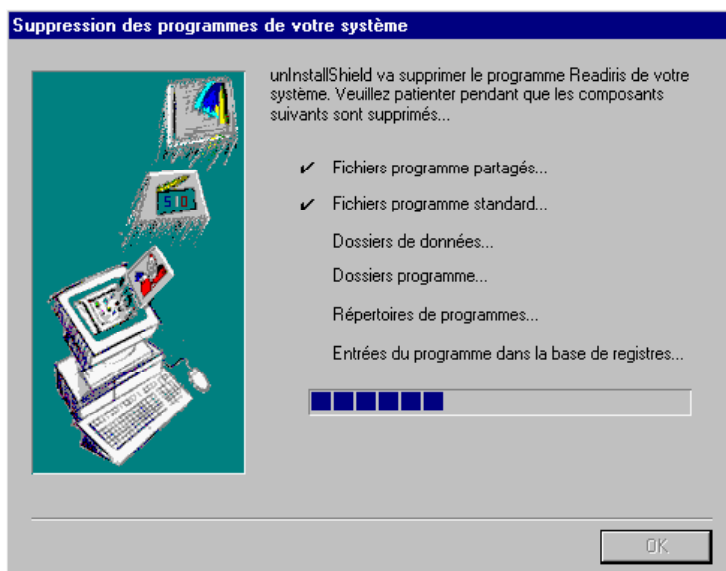 Suppression des programmes de votre système
unInstallShield va supprimer le programme Readiris de votre
système. Veuillez patienter pendant que les composants
suivants sont supprimés...
✔ Fichiers programme partagés...
✔ Fichiers programme standard...
Dossiers de données...
Dossiers programme...
Répertoires de programmes...
Entrées du programme dans la base de registres...
OK